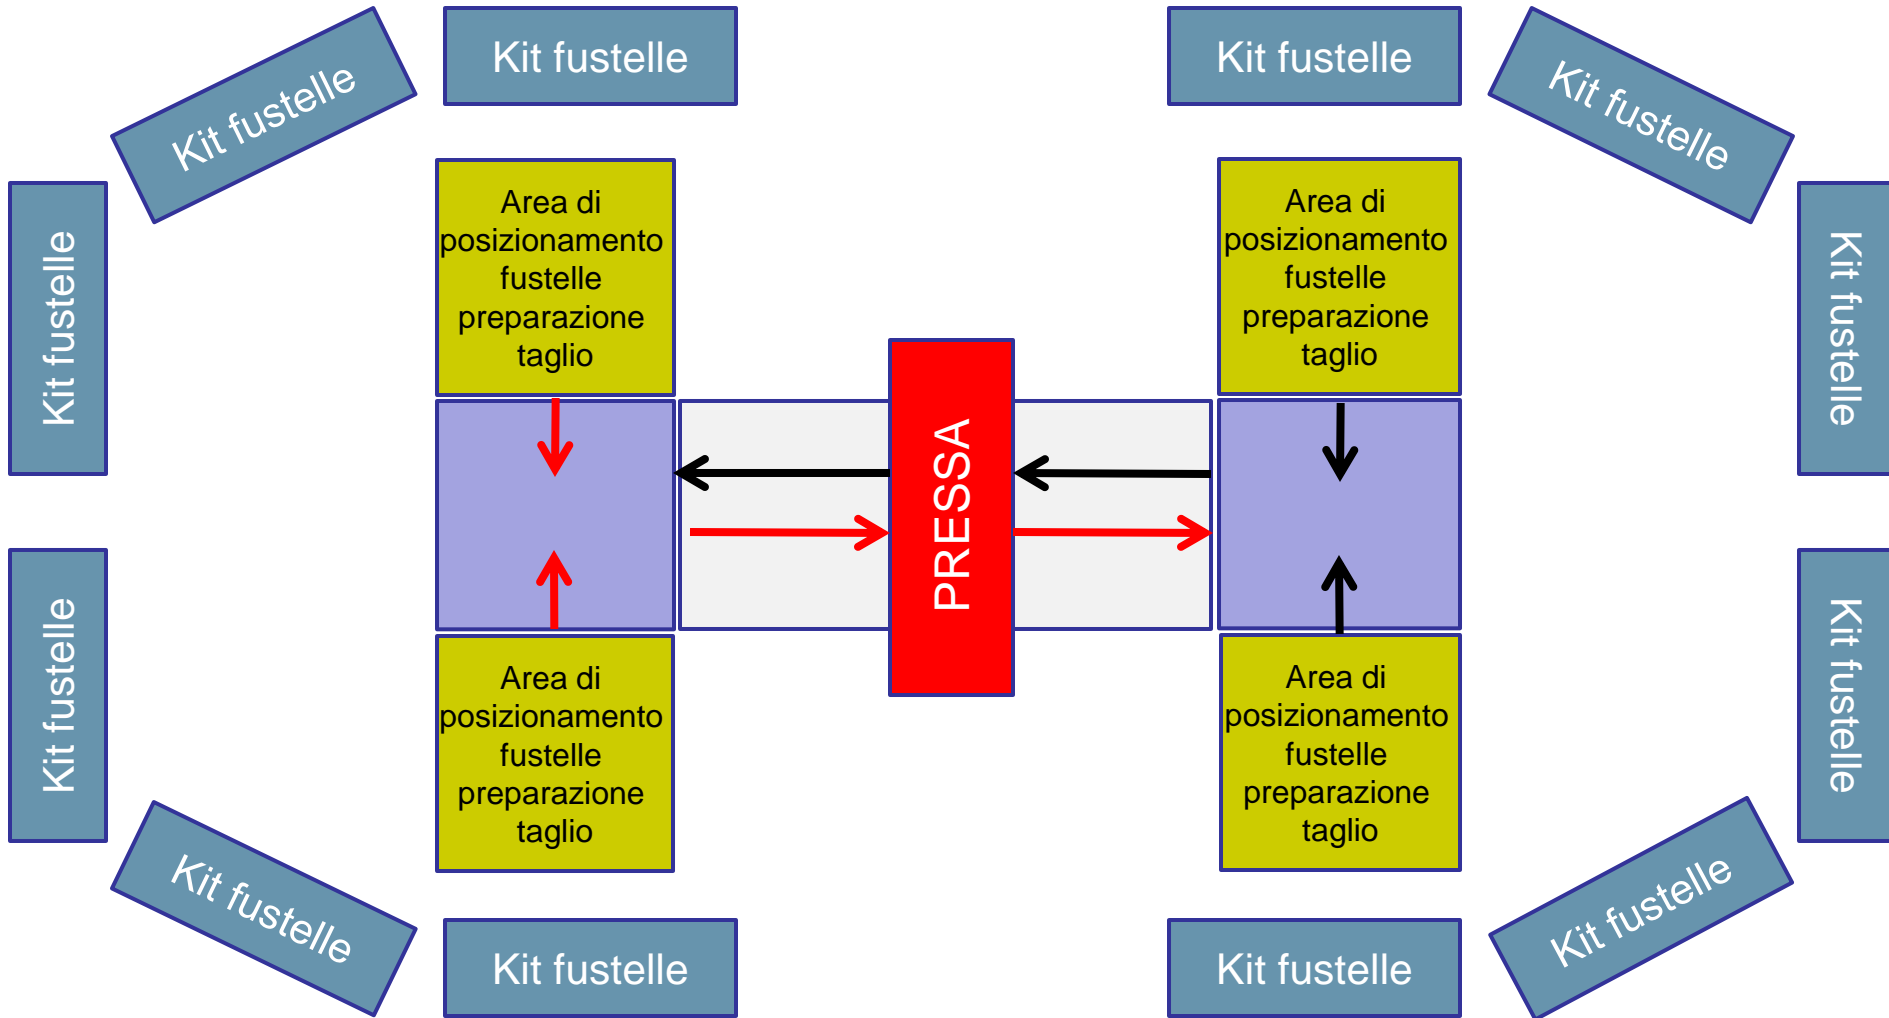 Kit fustelle
Kit fustelle
Kit fustelle
Kit fustelle
Kit fustelle
Kit fustelle
Area di
posizionamento
fustelle
preparazione
taglio
Area di
posizionamento
fustelle
preparazione
taglio
PRESSA
Kit fustelle
Kit fustelle
Area di
posizionamento
fustelle
preparazione
taglio
Area di
posizionamento
fustelle
preparazione
taglio
Kit fustelle
Kit fustelle
Kit fustelle
Kit fustelle